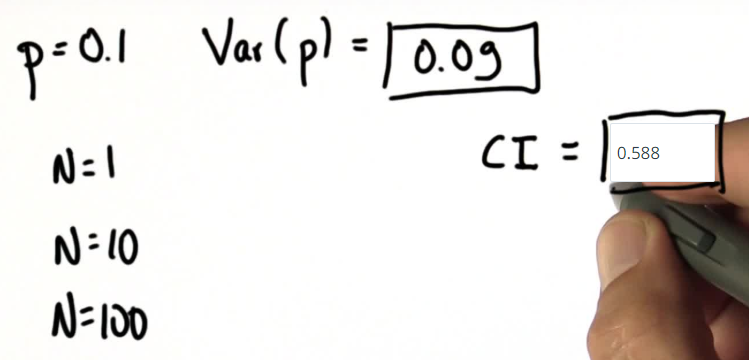 p=0.1 Var(p) = 0.09
CI = 0.588
N=1
N=10
N=100